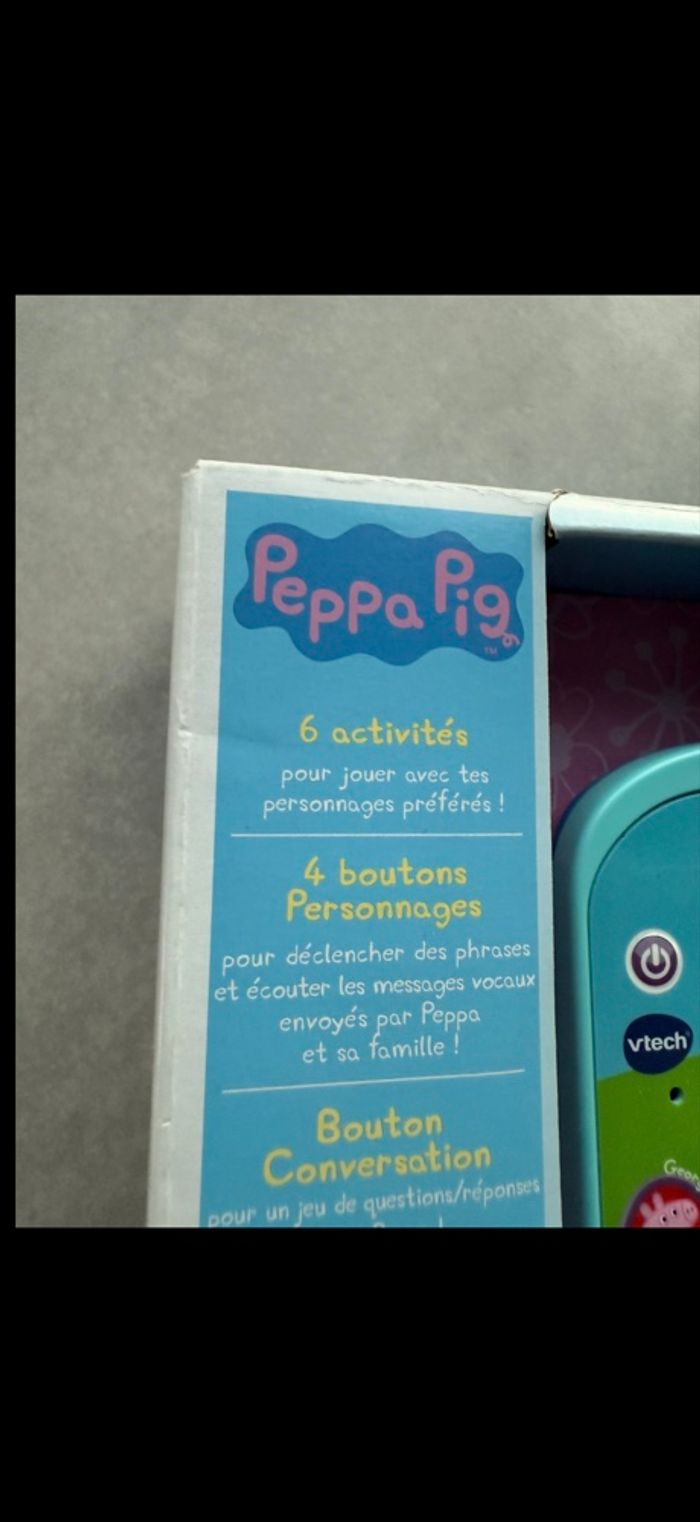 Peppa Pig
TM
6 activités
pour jouer avec tes
personnages préférés !
4 boutons
Personnages
pour déclencher des phrases
et écouter les messages vocaux
envoyés par Peppa
et sa famille !
Bouton
Conversation
pour un jeu de questions/réponses
vtech